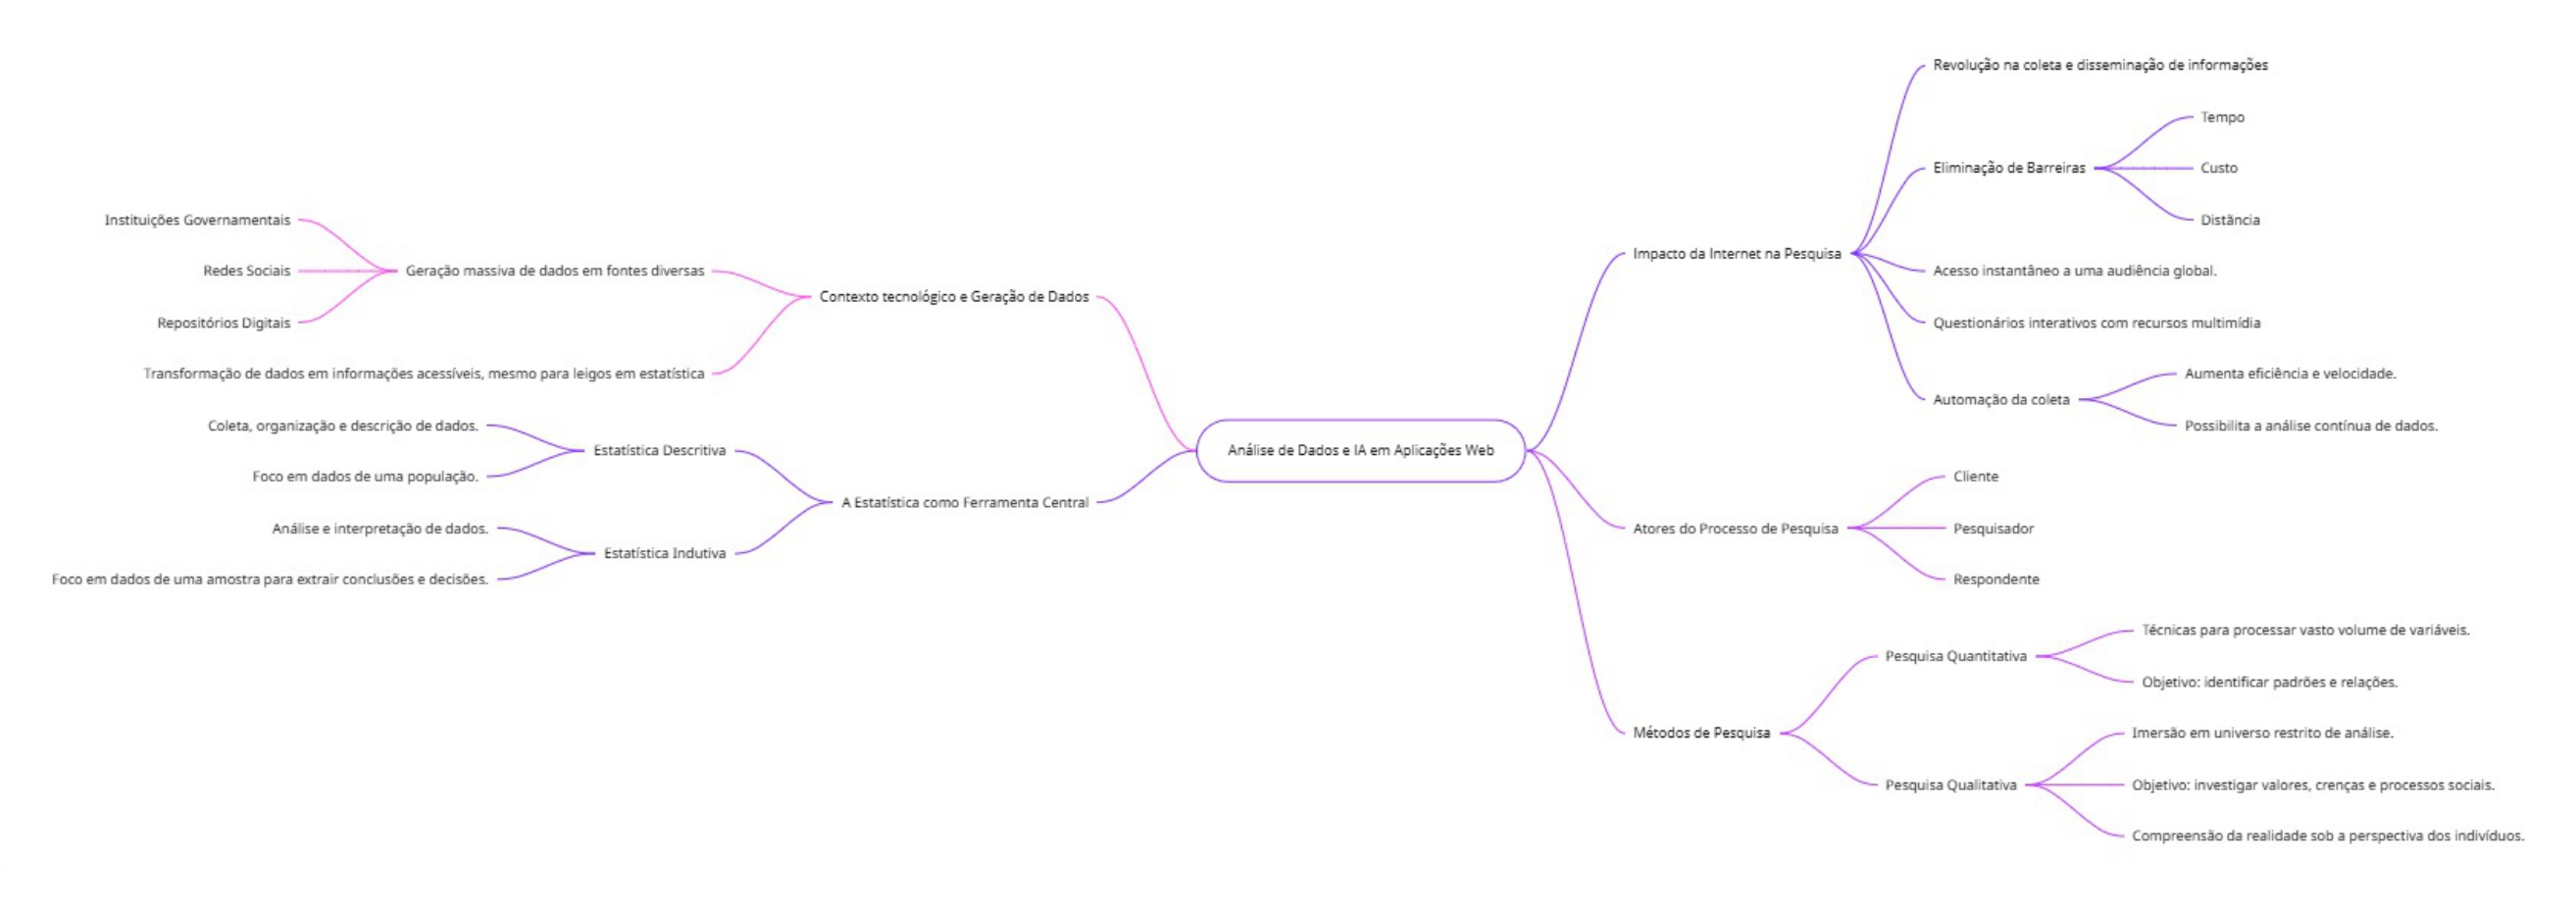 Análise de Dados e IA em Aplicações Web
Contexto tecnológico e Geração de Dados
Geração massiva de dados em fontes diversas
Instituições Governamentais
Redes Sociais
Repositórios Digitais
Transformação de dados em informações acessíveis, mesmo para leigos em estatística
A Estatística como Ferramenta Central
Estatística Descritiva
Coleta, organização e descrição de dados.
Foco em dados de uma população.
Estatística Indutiva
Análise e interpretação de dados.
Foco em dados de uma amostra para extrair conclusões e decisões.
Impacto da Internet na Pesquisa
Revolução na coleta e disseminação de informações
Eliminação de Barreiras
Tempo
Custo
Distância
Acesso instantâneo a uma audiência global.
Questionários interativos com recursos multimídia
Automação da coleta
Aumenta eficiência e velocidade.
Possibilita a análise contínua de dados.
Atores do Processo de Pesquisa
Cliente
Pesquisador
Respondente
Métodos de Pesquisa
Pesquisa Quantitativa
Técnicas para processar vasto volume de variáveis.
Objetivo: identificar padrões e relações.
Pesquisa Qualitativa
Imersão em universo restrito de análise.
Objetivo: investigar valores, crenças e processos sociais.
Compreensão da realidade sob a perspectiva dos indivíduos.